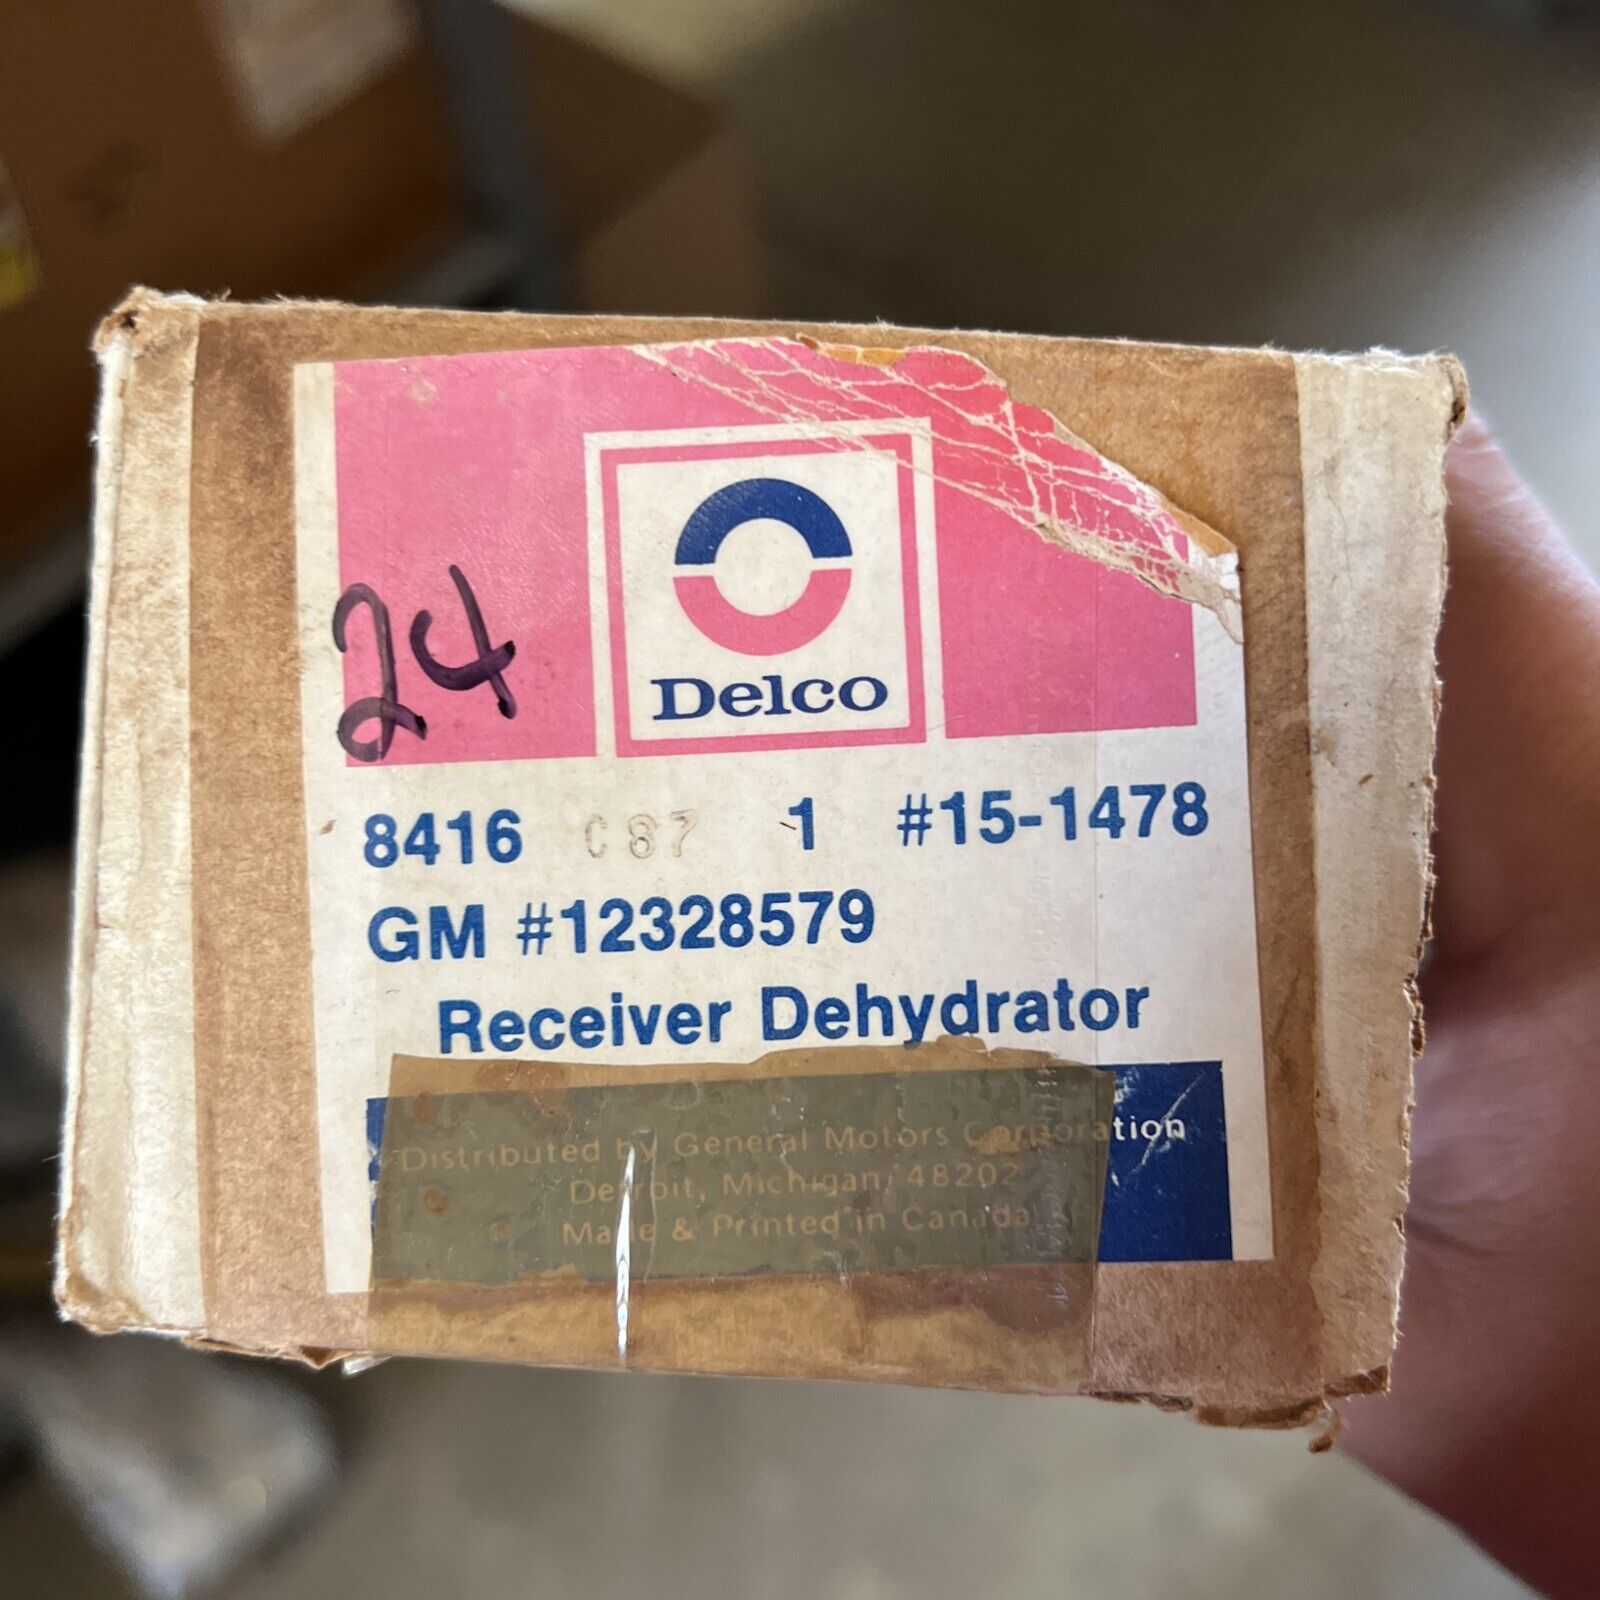 24
Delco
8416 C87 1 #15-1478
GM #12328579
Receiver Dehydrator
Distributed by General Motors Corporation
Detroit, Michigan 48202
Made & Printed in Canada